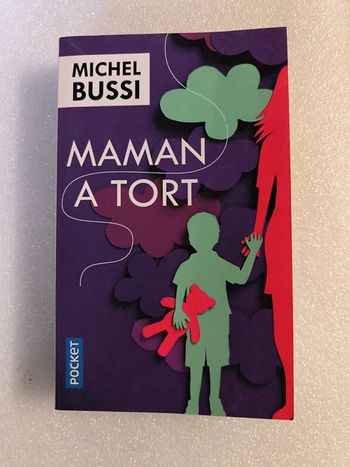 MICHEL
BUSSI
MAMAN
A TORT
POCKET